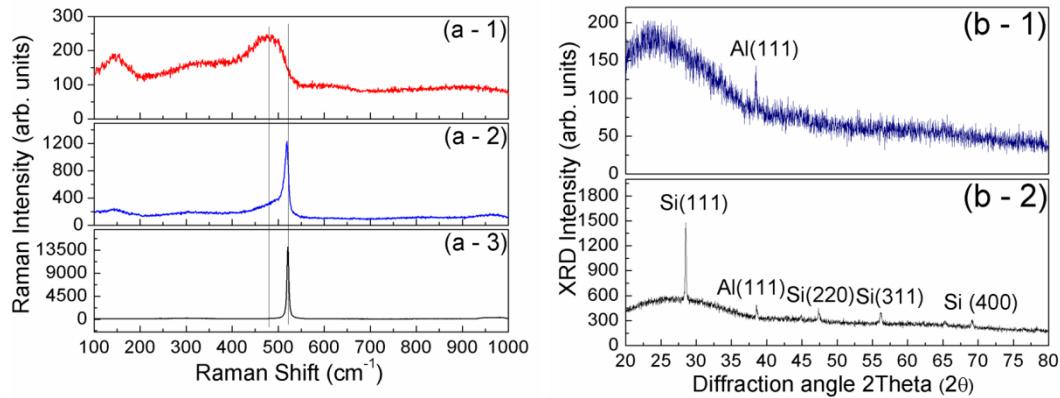 (a - 1)
300
200
100
0
(a - 2)
1200
800
400
0
(a - 3)
13500
9000
4500
0
Raman Intensity (arb. units)
100 200 300 400 500 600 700 800 900 1000
Raman Shift (cm⁻¹)
(b - 1)
200
150
100
50
0
Al(111)
(b - 2)
1800
1500
1200
900
600
300
0
Si(111)
Al(111) Si(220) Si(311) Si (400)
XRD Intensity (arb. units)
20 25 30 35 40 45 50 55 60 65 70 75 80
Diffraction angle 2Theta (2θ)